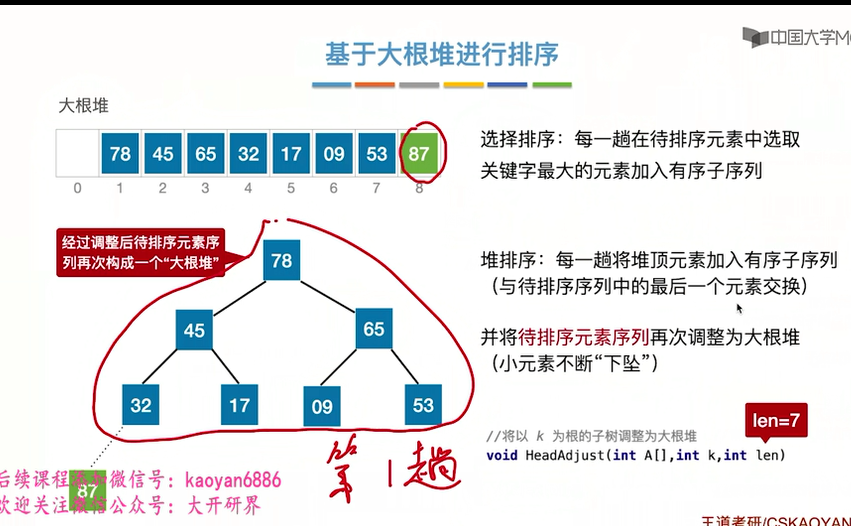 中国大学M
基于大根堆进行排序
大根堆
78 45 65 32 17 09 53 87
0 1 2 3 4 5 6 7 8
选择排序：每一趟在待排序元素中选取
关键字最大的元素加入有序子序列
经过调整后待排序元素序
列再次构成一个“大根堆”
78
45 65
32 17 09 53
87
堆排序：每一趟将堆顶元素加入有序子序列
（与待排序序列中的最后一个元素交换）
并将待排序元素序列再次调整为大根堆
（小元素不断“下坠”）
len=7
//将以 k 为根的子树调整为大根堆
void HeadAdjust(int A[],int k,int len)
第1趟
后续课程添加微信号：kaoyan6886
欢迎关注微信公众号：大开研界
王道考研/CSKAOYAN